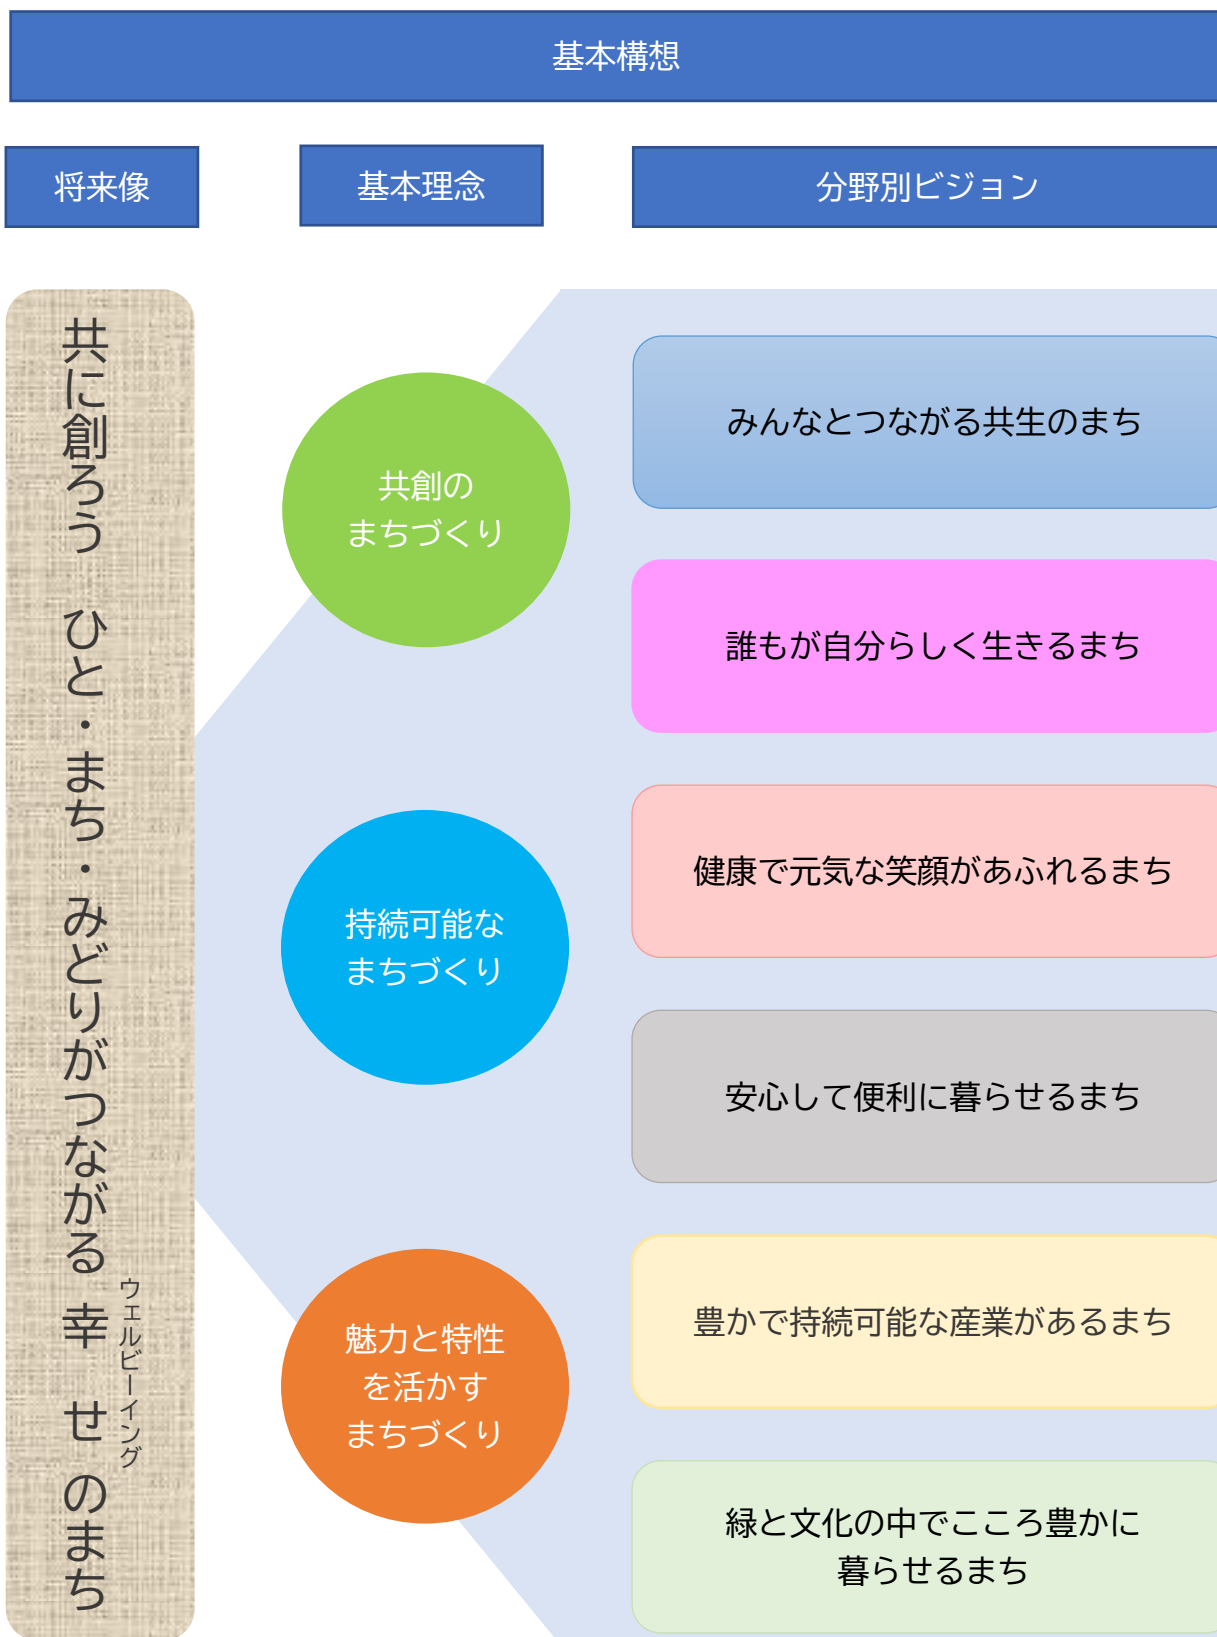 基本構想
将来像
基本理念
分野別ビジョン
共に創ろう　ひと・まち・みどりがつながる 幸せのまち
ウェルビーイング
共創の
まちづくり
持続可能な
まちづくり
魅力と特性
を活かす
まちづくり
みんなとつながる共生のまち
誰もが自分らしく生きるまち
健康で元気な笑顔があふれるまち
安心して便利に暮らせるまち
豊かで持続可能な産業があるまち
緑と文化の中でこころ豊かに
暮らせるまち